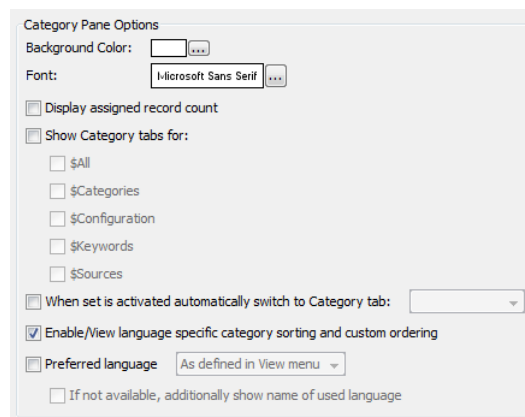 Category Pane Options
Background Color: ...
Font: Microsoft Sans Serif ...
Display assigned record count
Show Category tabs for:
$All
$Categories
$Configuration
$Keywords
$Sources
When set is activated automatically switch to Category tab:
Enable/View language specific category sorting and custom ordering
Preferred language As defined in View menu
If not available, additionally show name of used language